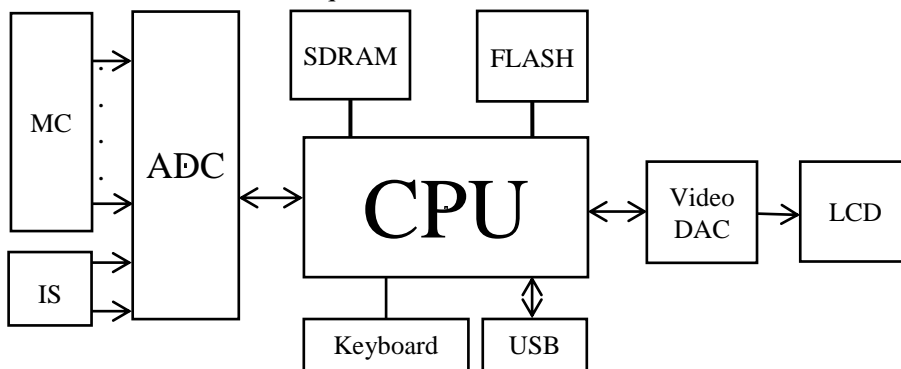 SDRAM
FLASH
MC
ADC
CPU
Video
DAC
LCD
IS
Keyboard
USB